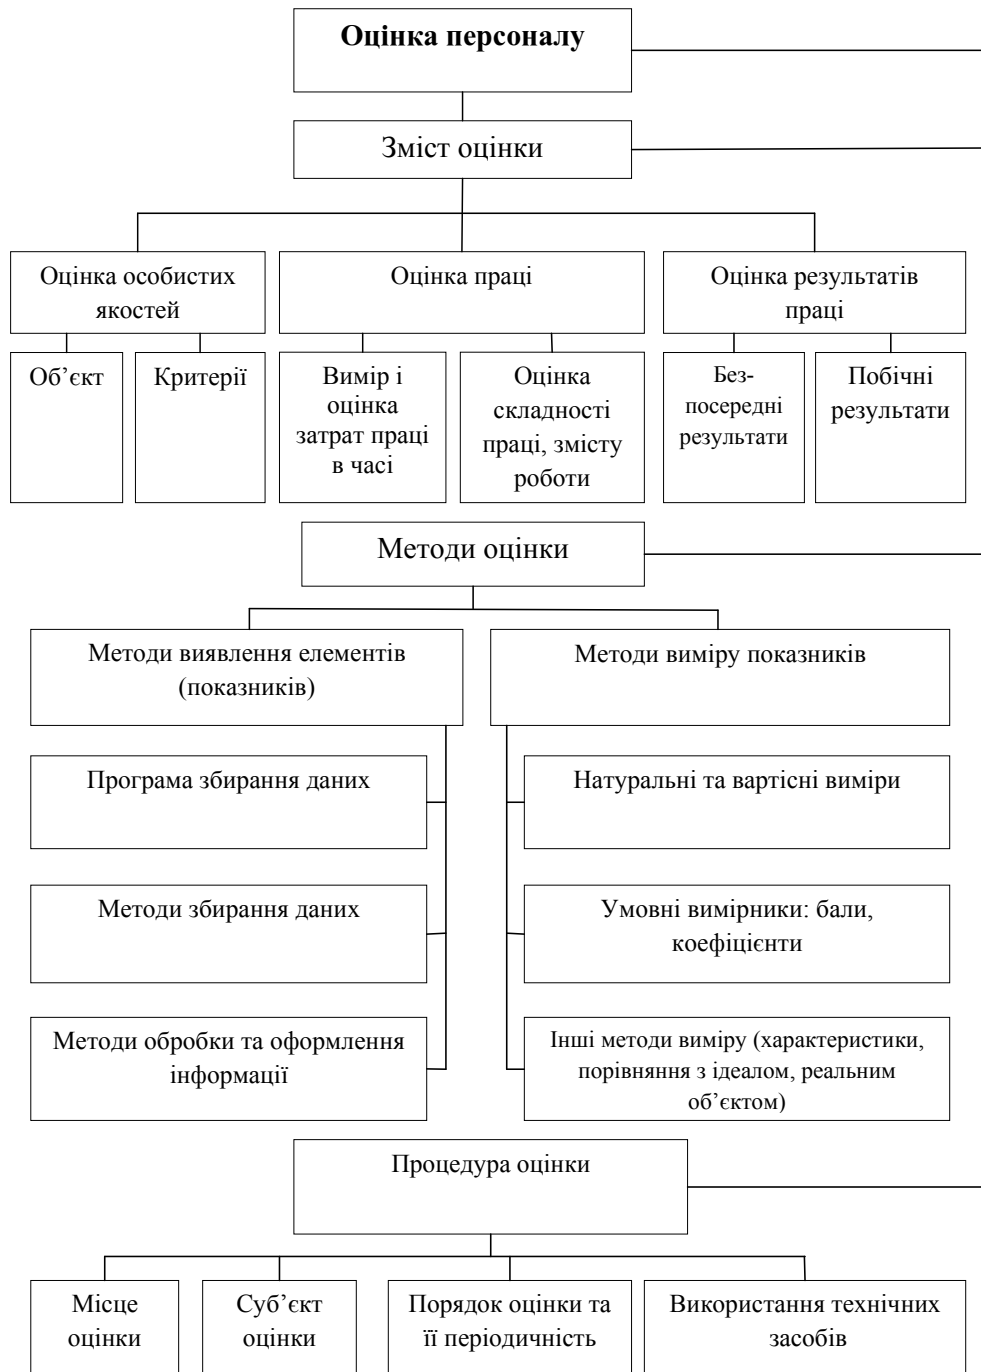 Оцінка персоналу
Зміст оцінки
Оцінка особистих
якостей
Оцінка праці
Оцінка результатів
праці
Об’єкт
Критерії
Вимір і
оцінка
затрат праці
в часі
Оцінка
складності
праці, змісту
роботи
Без-
посередні
результати
Побічні
результати
Методи оцінки
Методи виявлення елементів
(показників)
Методи виміру показників
Програма збирання даних
Натуральні та вартісні виміри
Методи збирання даних
Умовні вимірники: бали,
коефіцієнти
Методи обробки та оформлення
інформації
Інші методи виміру (характеристики,
порівняння з ідеалом, реальним
об’єктом)
Процедура оцінки
Місце
оцінки
Суб’єкт
оцінки
Порядок оцінки та
її періодичність
Використання технічних
засобів